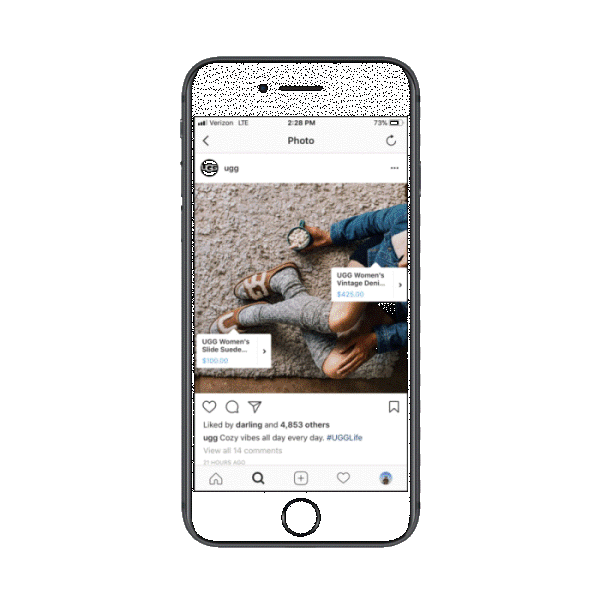 Verizon LTE 2:28 PM 73%
Photo
UGG
ugg
UGG Women's
Vintage Deni...
$425.00
UGG Women's
Slide Suede...
$100.00
Liked by darling and 4,853 others
ugg Cozy vibes all day every day. #UGGLife
View all 14 comments
21 HOURS AGO